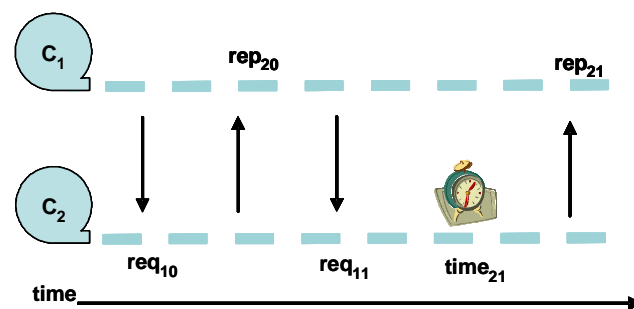 C₁
rep₂₀
rep₂₁
C₂
req₁₀
req₁₁
time₂₁
time